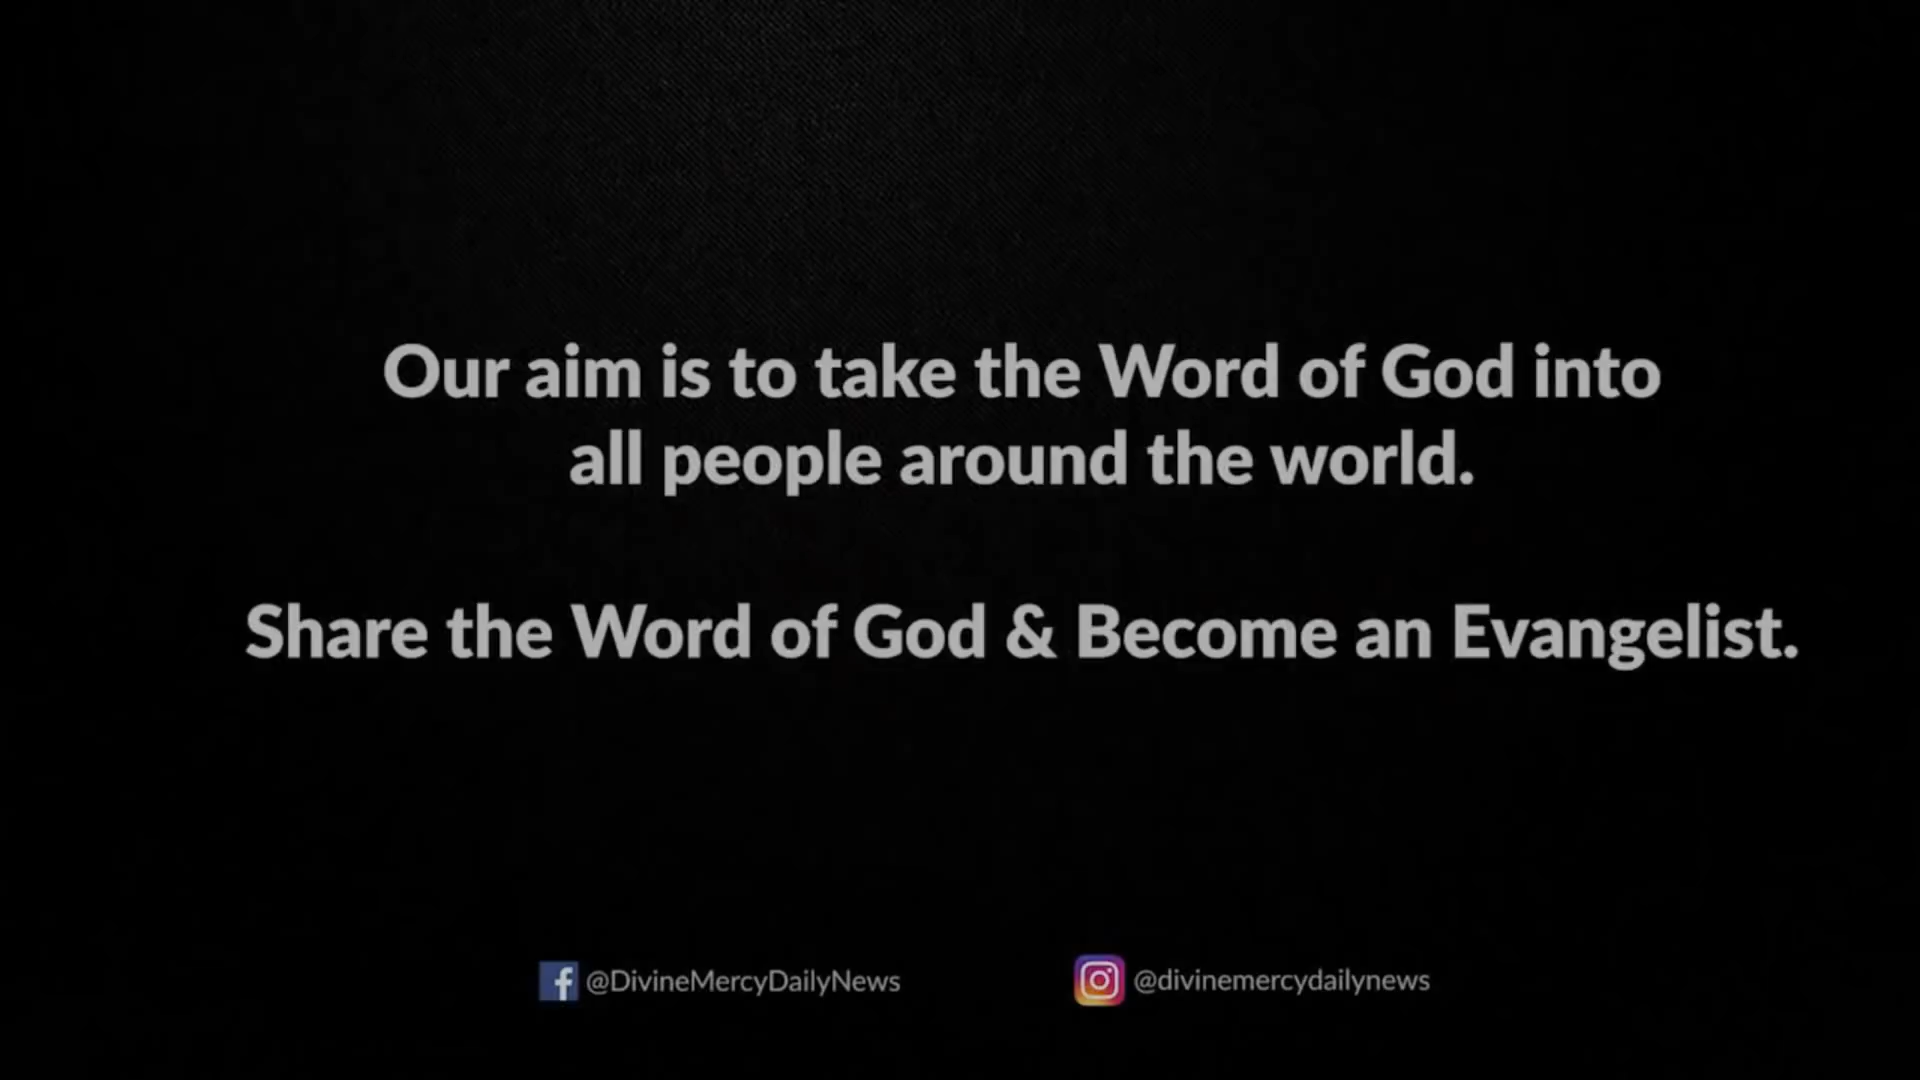 Our aim is to take the Word of God into
all people around the world.
Share the Word of God & Become an Evangelist.
@DivineMercyDailyNews
@divinemercydailynews